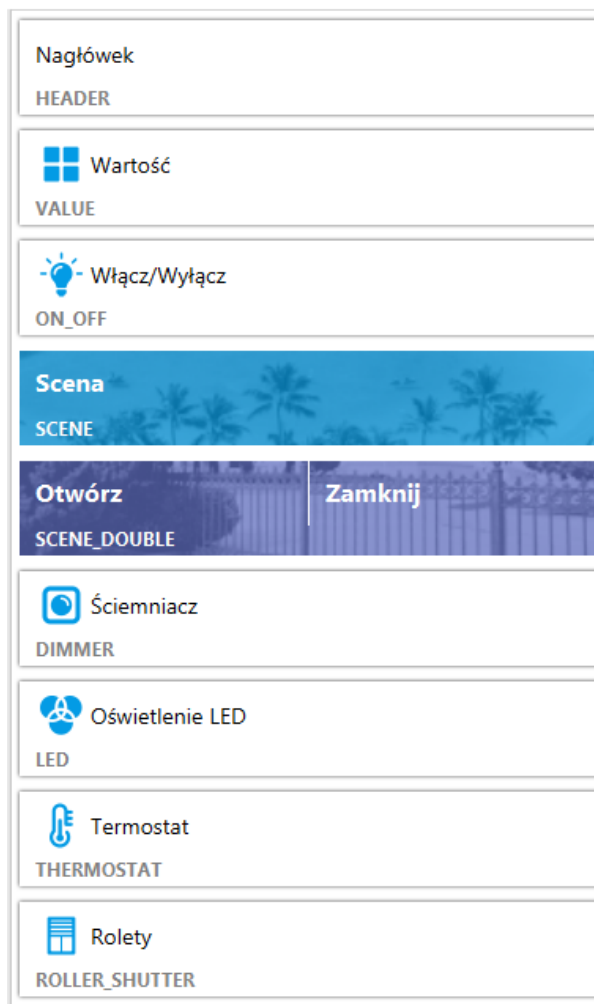 Nagłówek
HEADER
Wartość
VALUE
Włącz/Wyłącz
ON_OFF
Scena
SCENE
Otwórz Zamknij
SCENE_DOUBLE
Ściemniacz
DIMMER
Oświetlenie LED
LED
Termostat
THERMOSTAT
Rolety
ROLLER_SHUTTER